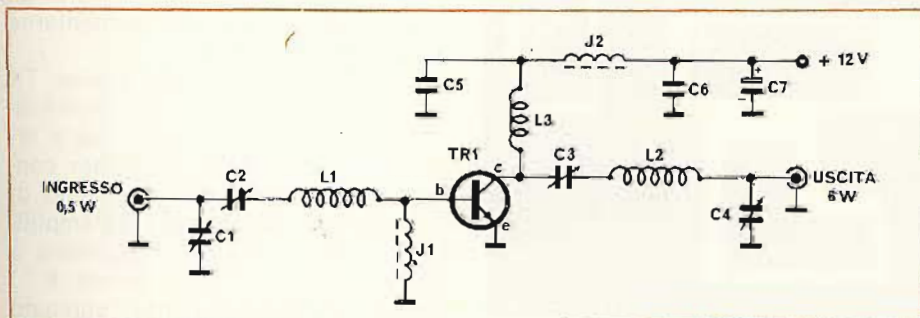 J2
+ 12 V
C5
C6
+
C7
-
L3
TR1
C3
L2
C2
L1
c
INGRESSO
0,5 W
b
USCITA
6 W
C1
e
C4
J1